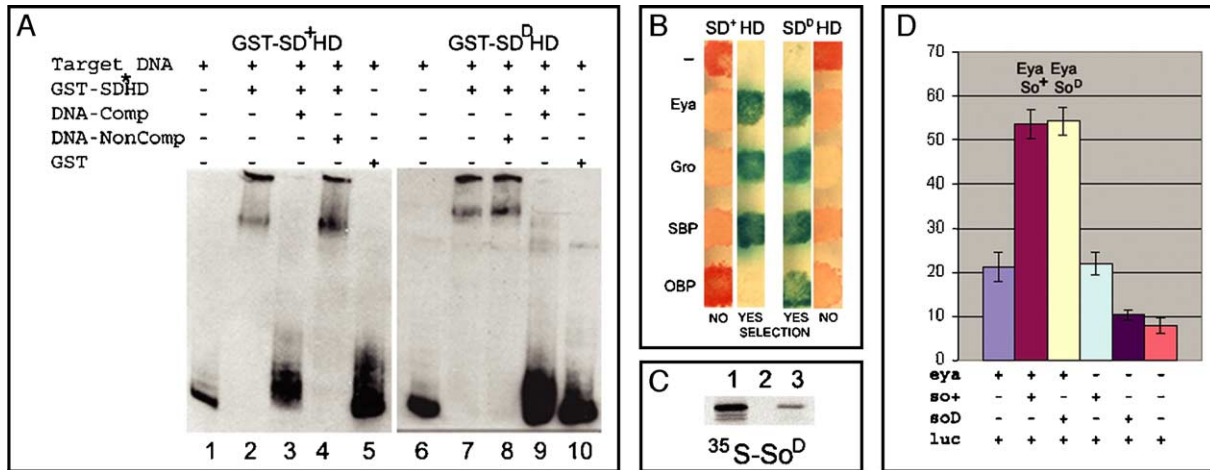 A
GST-SD⁺HD GST-SDᴰHD
Target DNA + + + + + + + + + +
GST-SD*HD - + + + - - + + + -
DNA-Comp - - + - - - - - + -
DNA-NonComp - - - + - - - + - -
GST - - - - + - - - - +
1 2 3 4 5 6 7 8 9 10
B
SD⁺ HD SDᴰ HD
–
Eya
Gro
SBP
OBP
NO YES YES NO
SELECTION
C
1 2 3
³⁵S-Soᴰ
D
70
60
50
40
30
20
10
0
Eya So⁺
Eya Soᴰ
eya + + + - - -
so+ - + - + - -
soD - - + - + -
luc + + + + + +